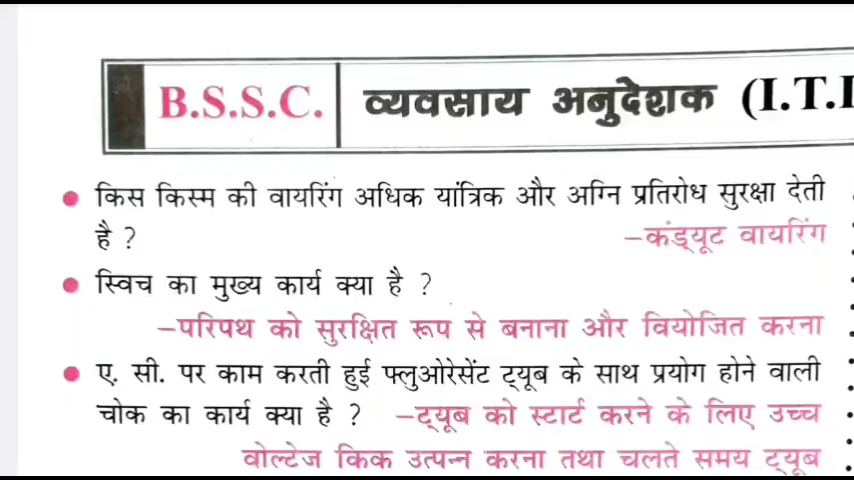 B.S.S.C. व्यवसाय अनुदेशक (I.T.I
● किस किस्म की वायरिंग अधिक यांत्रिक और अग्नि प्रतिरोध सुरक्षा देती
है ? –कंड्यूट वायरिंग
● स्विच का मुख्य कार्य क्या है ?
–परिपथ को सुरक्षित रूप से बनाना और वियोजित करना
● ए. सी. पर काम करती हुई फ्लुओरेसेंट ट्यूब के साथ प्रयोग होने वाली
चोक का कार्य क्या है ? –ट्यूब को स्टार्ट करने के लिए उच्च
वोल्टेज किक उत्पन्न करना तथा चलते समय ट्यूब